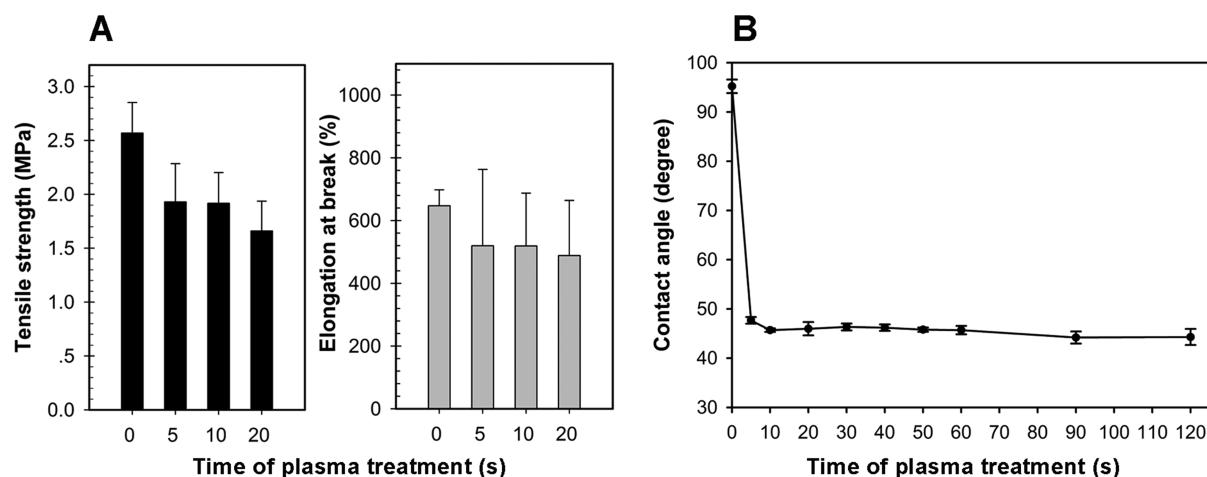 A
B
Tensile strength (MPa)
3.0
2.5
2.0
1.5
1.0
.5
0.0
0 5 10 20
Elongation at break (%)
1000
800
600
400
200
0
0 5 10 20
Time of plasma treatment (s)
Contact angle (degree)
100
90
80
70
60
50
40
30
0 10 20 30 40 50 60 70 80 90 100 110 120
Time of plasma treatment (s)